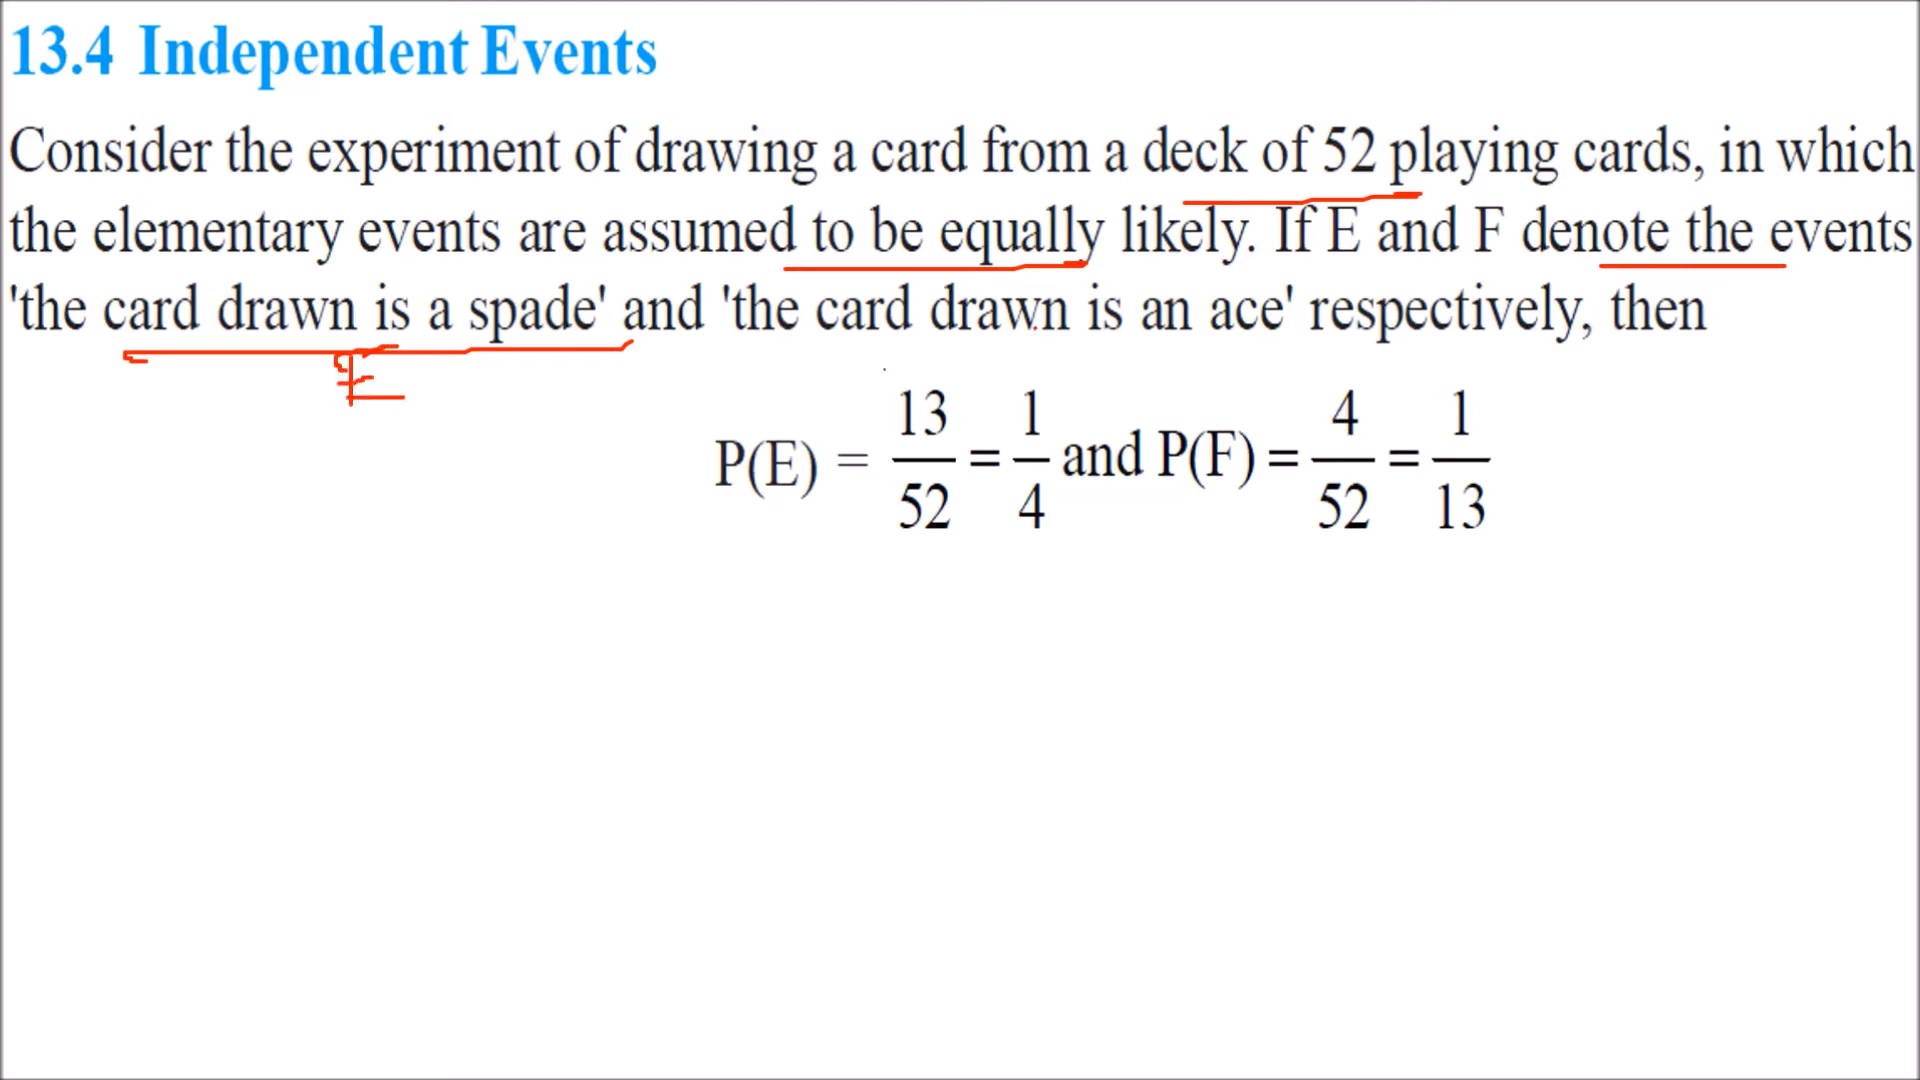 13.4 Independent Events
Consider the experiment of drawing a card from a deck of 52 playing cards, in which
the elementary events are assumed to be equally likely. If E and F denote the events
'the card drawn is a spade' and 'the card drawn is an ace' respectively, then
E
P(E) = 13/52 = 1/4 and P(F) = 4/52 = 1/13